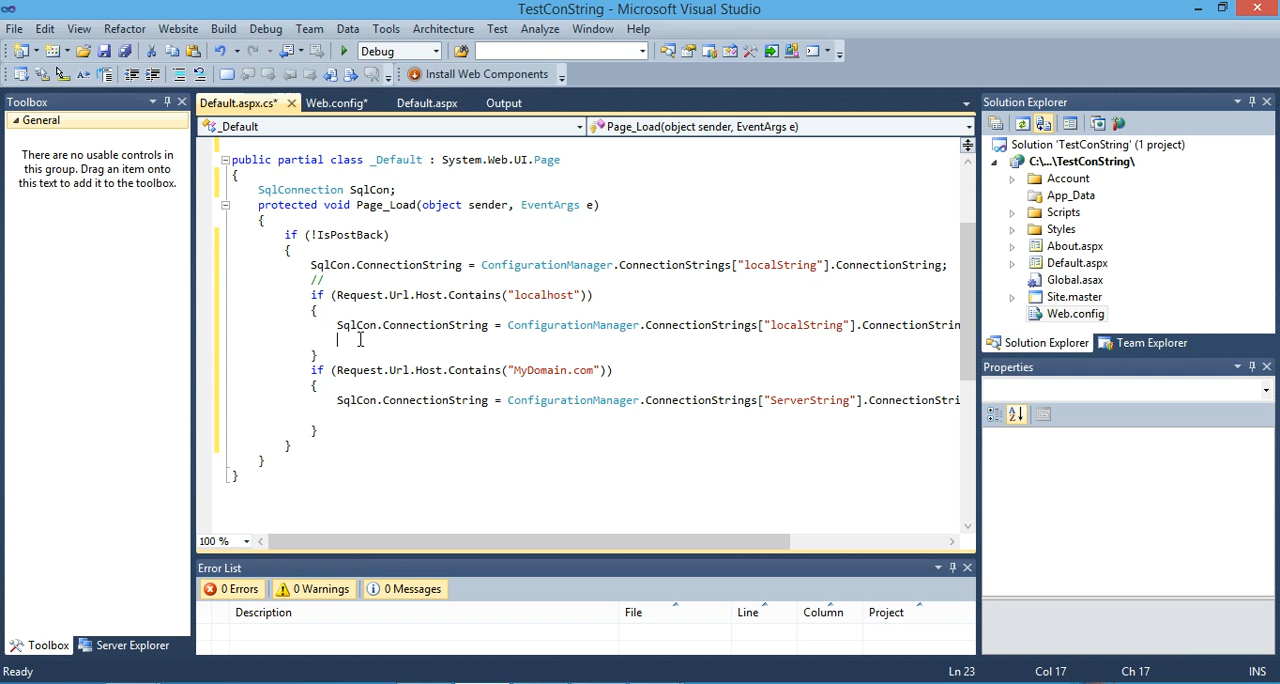 TestConString - Microsoft Visual Studio
File Edit View Refactor Website Build Debug Team Data Tools Architecture Test Analyze Window Help
Debug
Install Web Components
Toolbox
General
There are no usable controls in
this group. Drag an item onto
this text to add it to the toolbox.
Toolbox Server Explorer
Default.aspx.cs* Web.config* Default.aspx Output
_Default Page_Load(object sender, EventArgs e)
public partial class _Default : System.Web.UI.Page
{
SqlConnection SqlCon;
protected void Page_Load(object sender, EventArgs e)
{
if (!IsPostBack)
{
SqlCon.ConnectionString = ConfigurationManager.ConnectionStrings["localString"].ConnectionString;
//
if (Request.Url.Host.Contains("localhost"))
{
SqlCon.ConnectionString = ConfigurationManager.ConnectionStrings["localString"].ConnectionStrin
}
if (Request.Url.Host.Contains("MyDomain.com"))
{
SqlCon.ConnectionString = ConfigurationManager.ConnectionStrings["ServerString"].ConnectionStri
}
}
}
}
100 %
Error List
0 Errors 0 Warnings 0 Messages
Description File Line Column Project
Solution Explorer
Solution 'TestConString' (1 project)
C:\...\TestConString\
Account
App_Data
Scripts
Styles
About.aspx
Default.aspx
Global.asax
Site.master
Web.config
Solution Explorer Team Explorer
Properties
Ready Ln 23 Col 17 Ch 17 INS